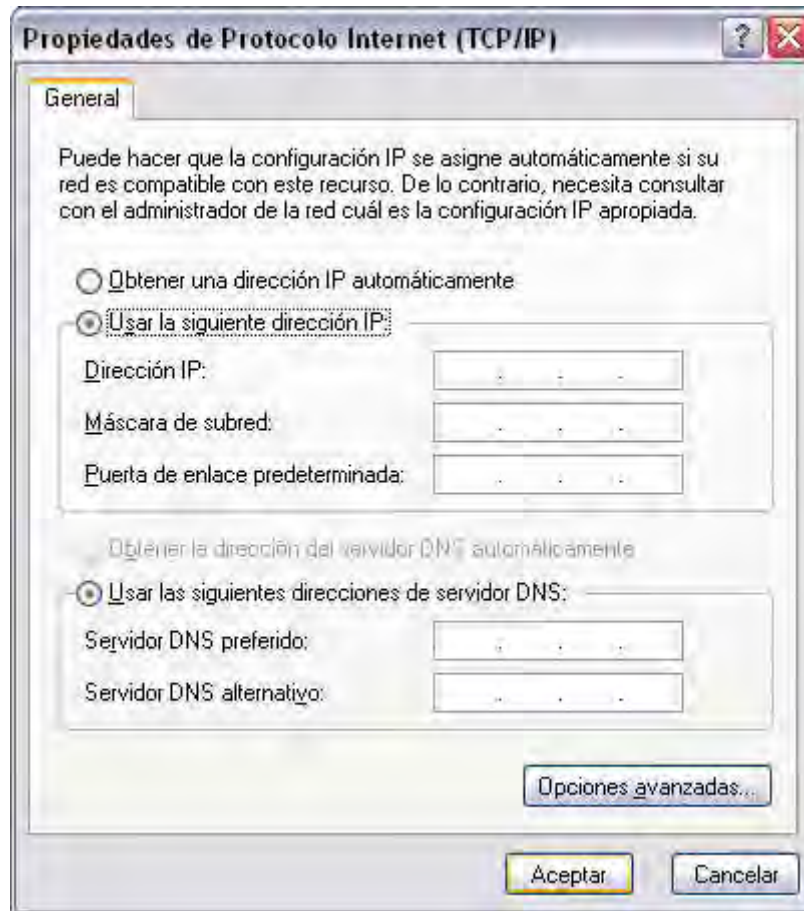 Propiedades de Protocolo Internet (TCP/IP)
General
Puede hacer que la configuración IP se asigne automáticamente si su
red es compatible con este recurso. De lo contrario, necesita consultar
con el administrador de la red cuál es la configuración IP apropiada.
Obtener una dirección IP automáticamente
Usar la siguiente dirección IP:
Dirección IP:
Máscara de subred:
Puerta de enlace predeterminada:
Obtener la dirección del servidor DNS automáticamente
Usar las siguientes direcciones de servidor DNS:
Servidor DNS preferido:
Servidor DNS alternativo:
Opciones avanzadas...
Aceptar
Cancelar